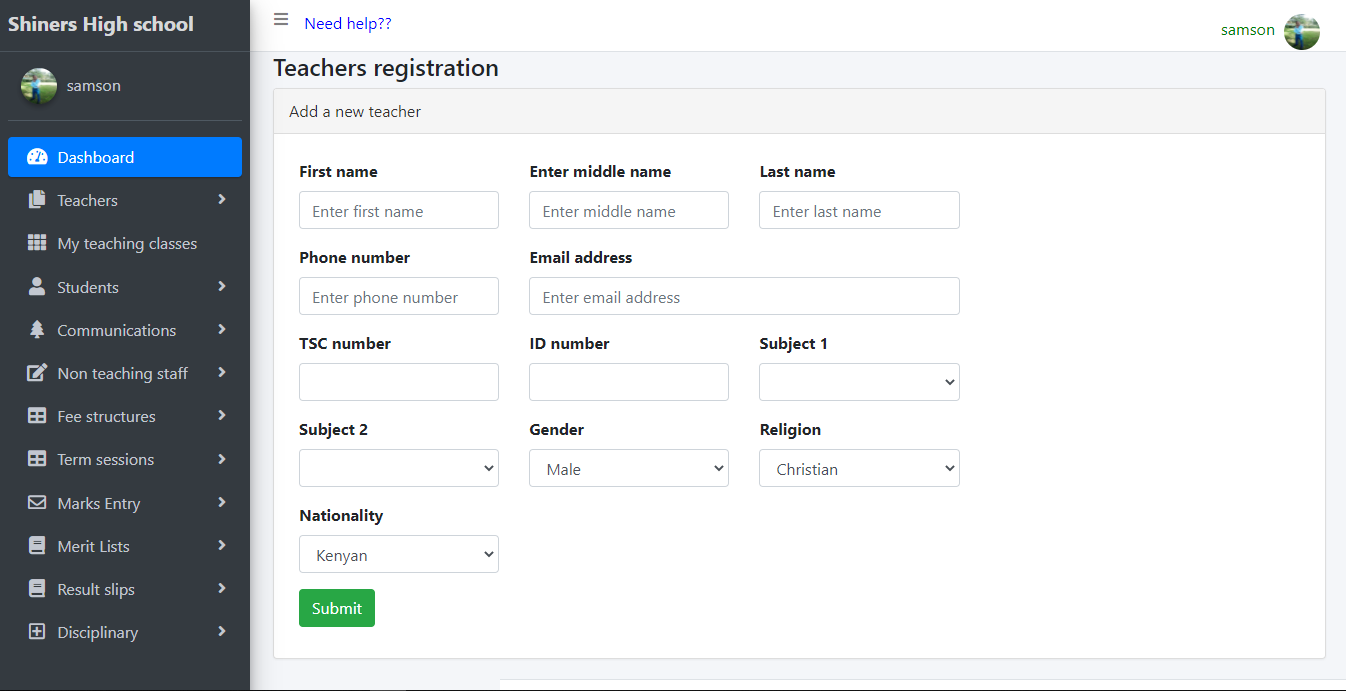 Shiners High school
Need help??
samson
samson
Dashboard
Teachers
My teaching classes
Students
Communications
Non teaching staff
Fee structures
Term sessions
Marks Entry
Merit Lists
Result slips
Disciplinary
Teachers registration
Add a new teacher
First name Enter middle name Last name
Enter first name Enter middle name Enter last name
Phone number Email address
Enter phone number Enter email address
TSC number ID number Subject 1
Subject 2 Gender Religion
Male Christian
Nationality
Kenyan
Submit